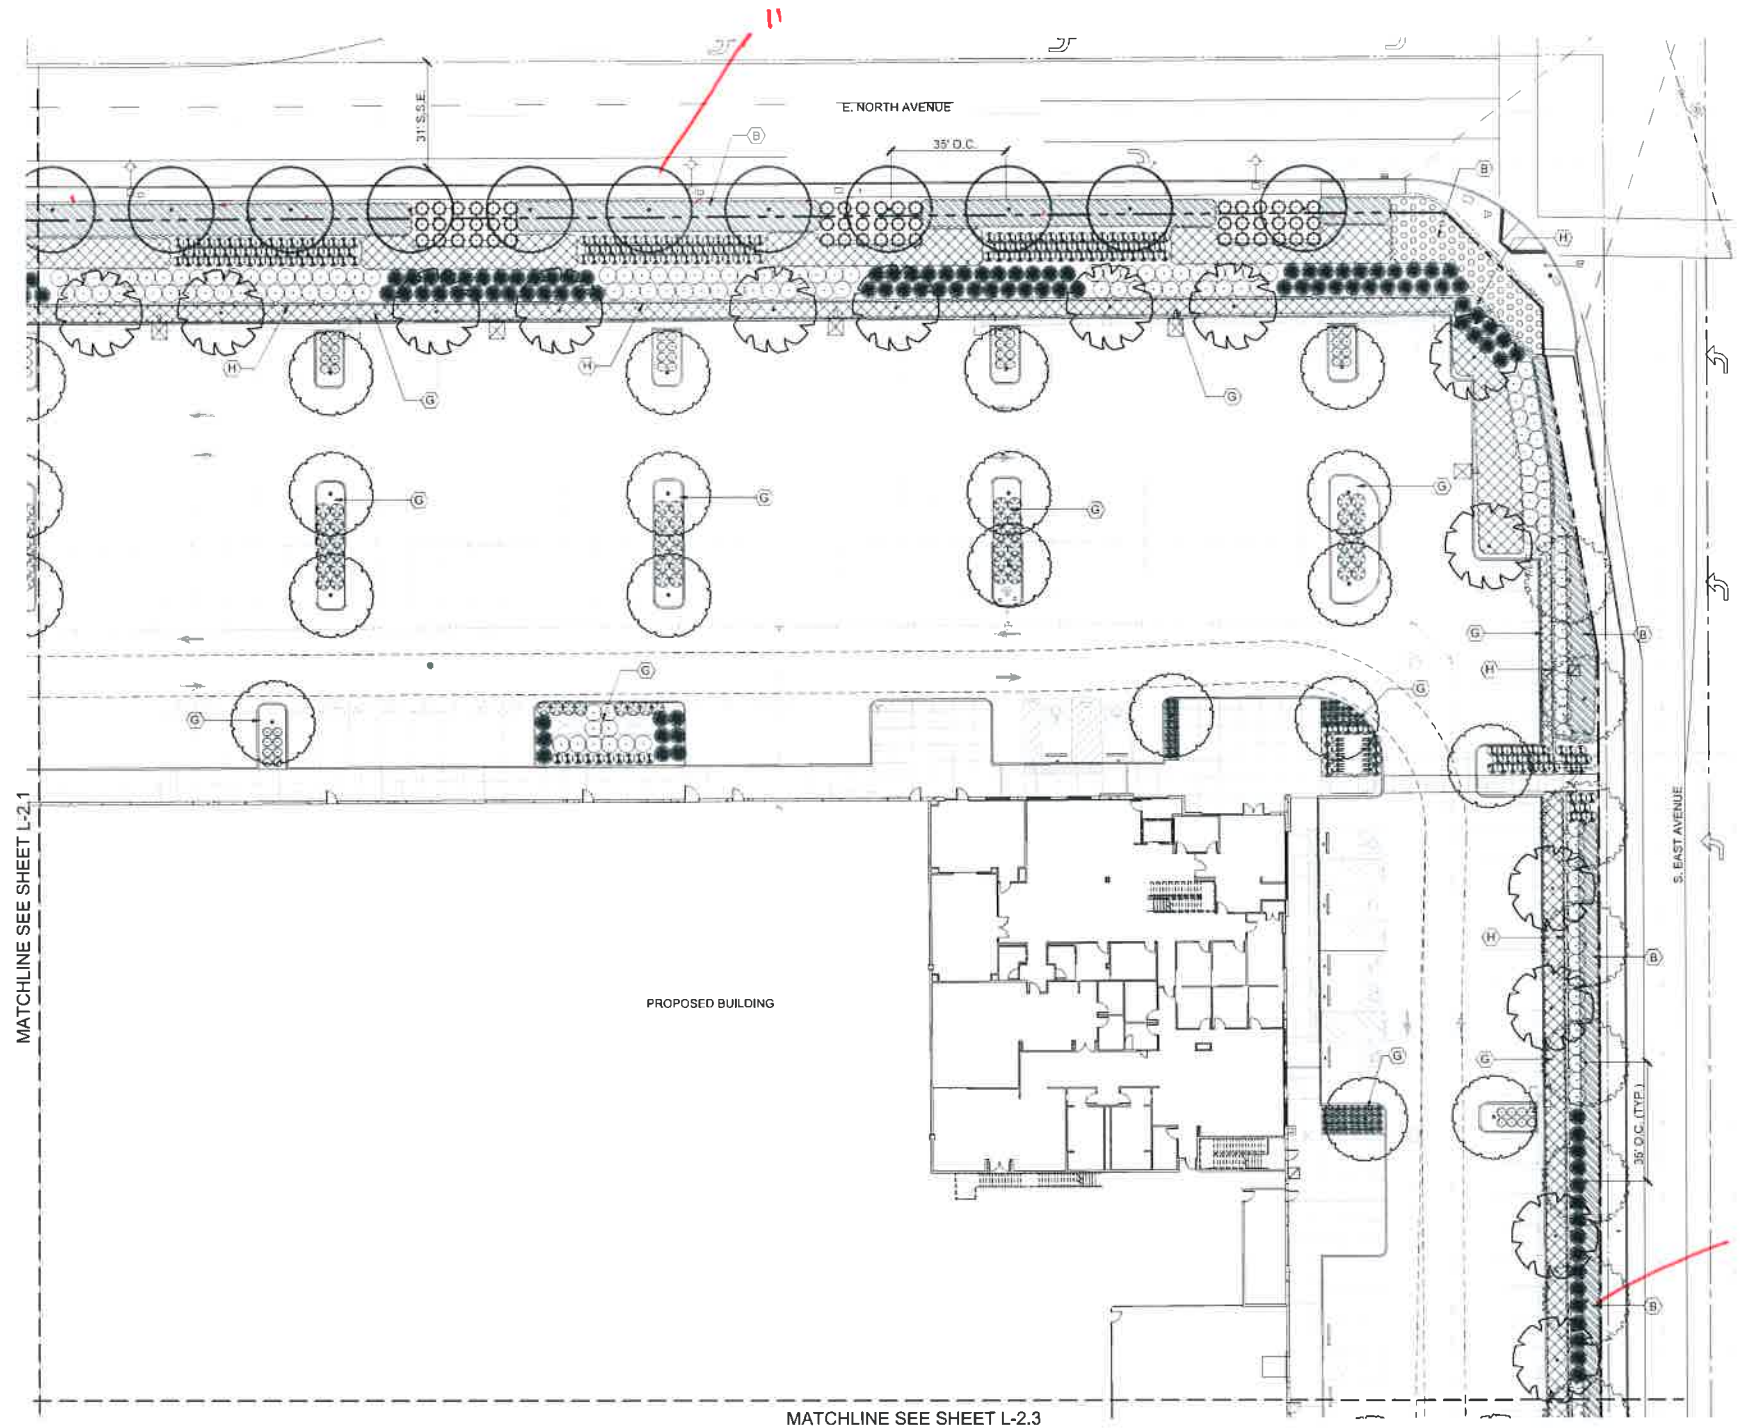 11
E. NORTH AVENUE
31' S.S.E.
B
35' O.C.
B
H
H
G
H
G
G
G
G
G
G
B
H
G
G
G
MATCHLINE SEE SHEET L-2.1
S. EAST AVENUE
H
B
PROPOSED BUILDING
G
G
35' O.C. (TYP.)
B
MATCHLINE SEE SHEET L-2.3